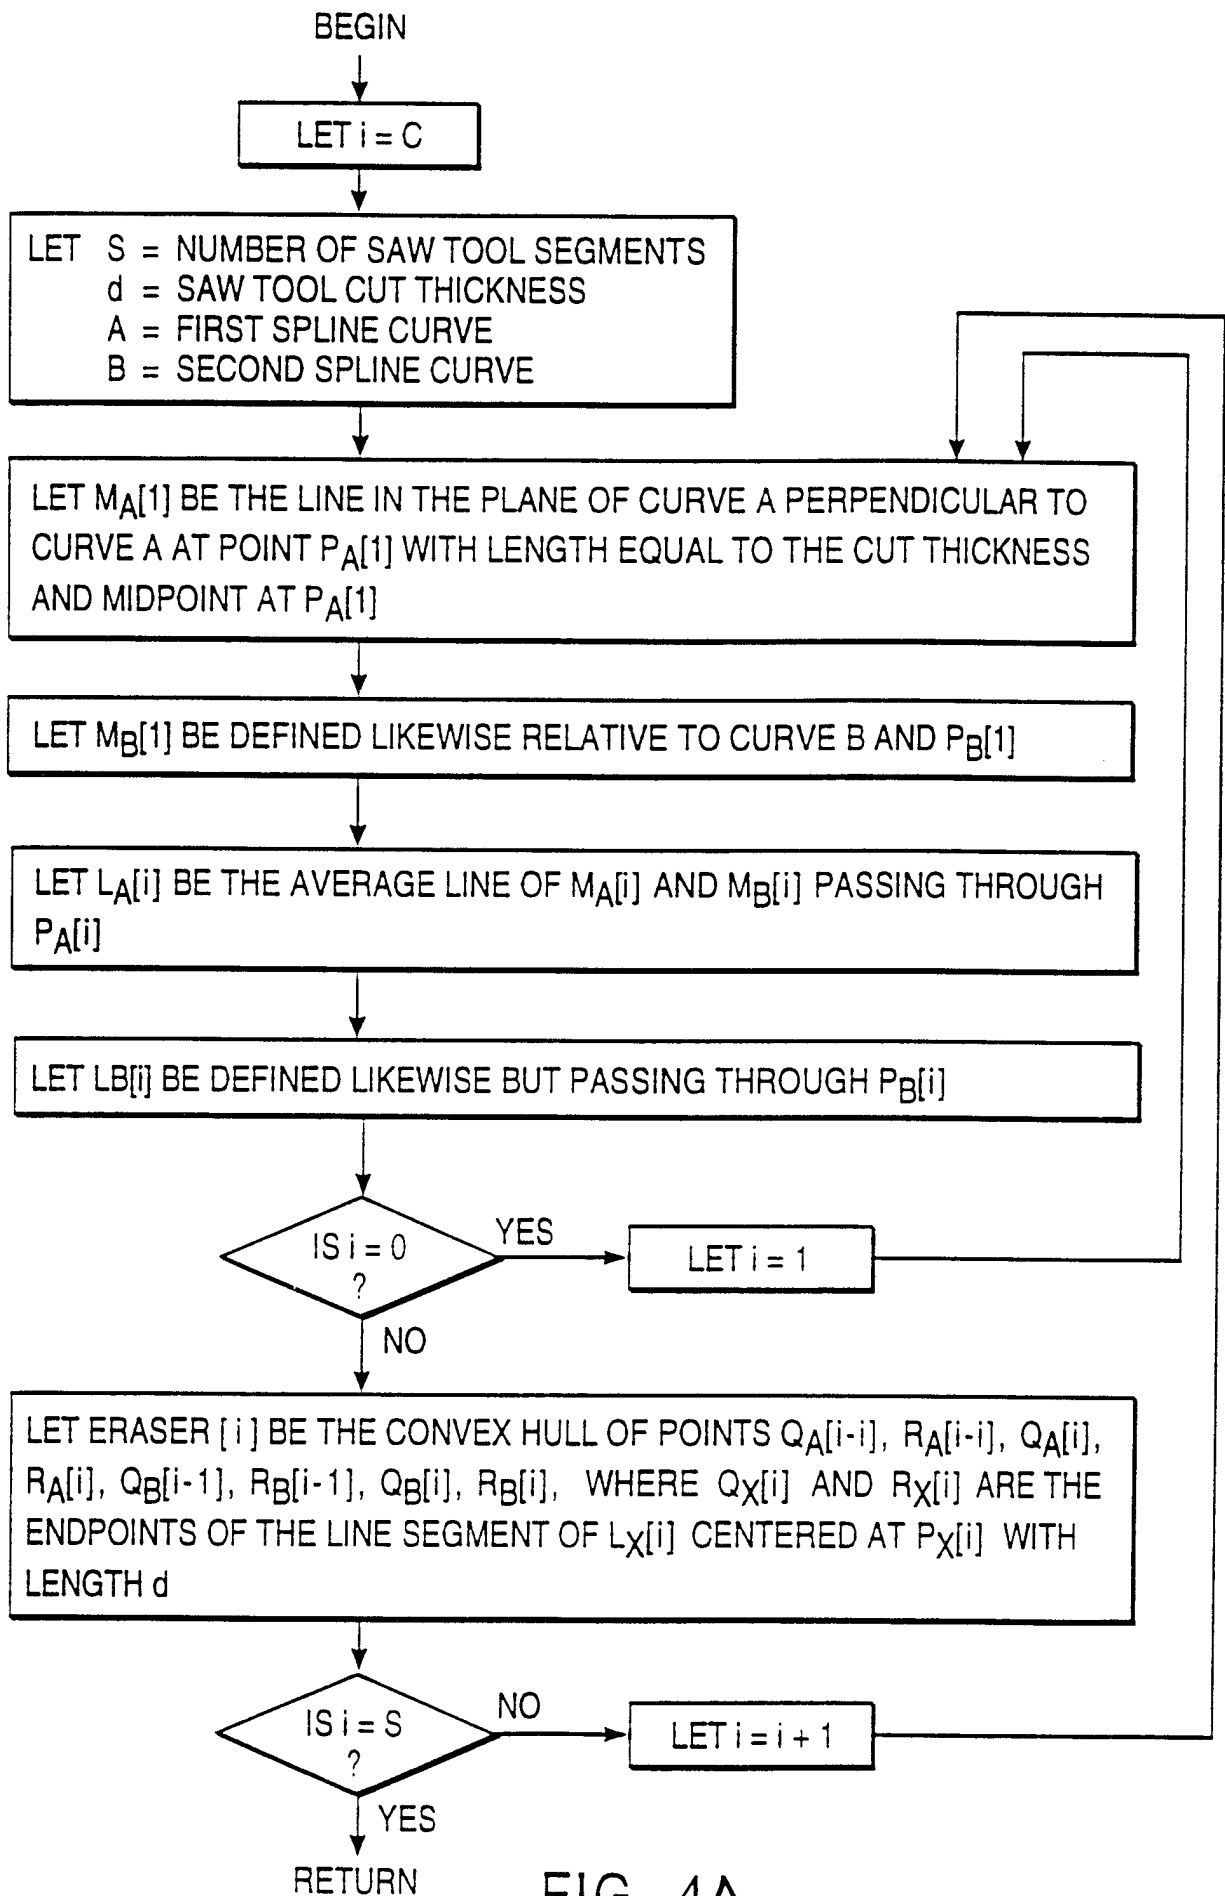 BEGIN
LET i = C
LET S = NUMBER OF SAW TOOL SEGMENTS
d = SAW TOOL CUT THICKNESS
A = FIRST SPLINE CURVE
B = SECOND SPLINE CURVE
LET MA[1] BE THE LINE IN THE PLANE OF CURVE A PERPENDICULAR TO
CURVE A AT POINT PA[1] WITH LENGTH EQUAL TO THE CUT THICKNESS
AND MIDPOINT AT PA[1]
LET MB[1] BE DEFINED LIKEWISE RELATIVE TO CURVE B AND PB[1]
LET LA[i] BE THE AVERAGE LINE OF MA[i] AND MB[i] PASSING THROUGH
PA[i]
LET LB[i] BE DEFINED LIKEWISE BUT PASSING THROUGH PB[i]
IS i = 0
?
YES
LET i = 1
NO
LET ERASER [ i ] BE THE CONVEX HULL OF POINTS QA[i-i], RA[i-i], QA[i],
RA[i], QB[i-1], RB[i-1], QB[i], RB[i], WHERE QX[i] AND RX[i] ARE THE
ENDPOINTS OF THE LINE SEGMENT OF LX[i] CENTERED AT PX[i] WITH
LENGTH d
IS i = S
?
NO
LET i = i + 1
YES
RETURN
FIG. 4A